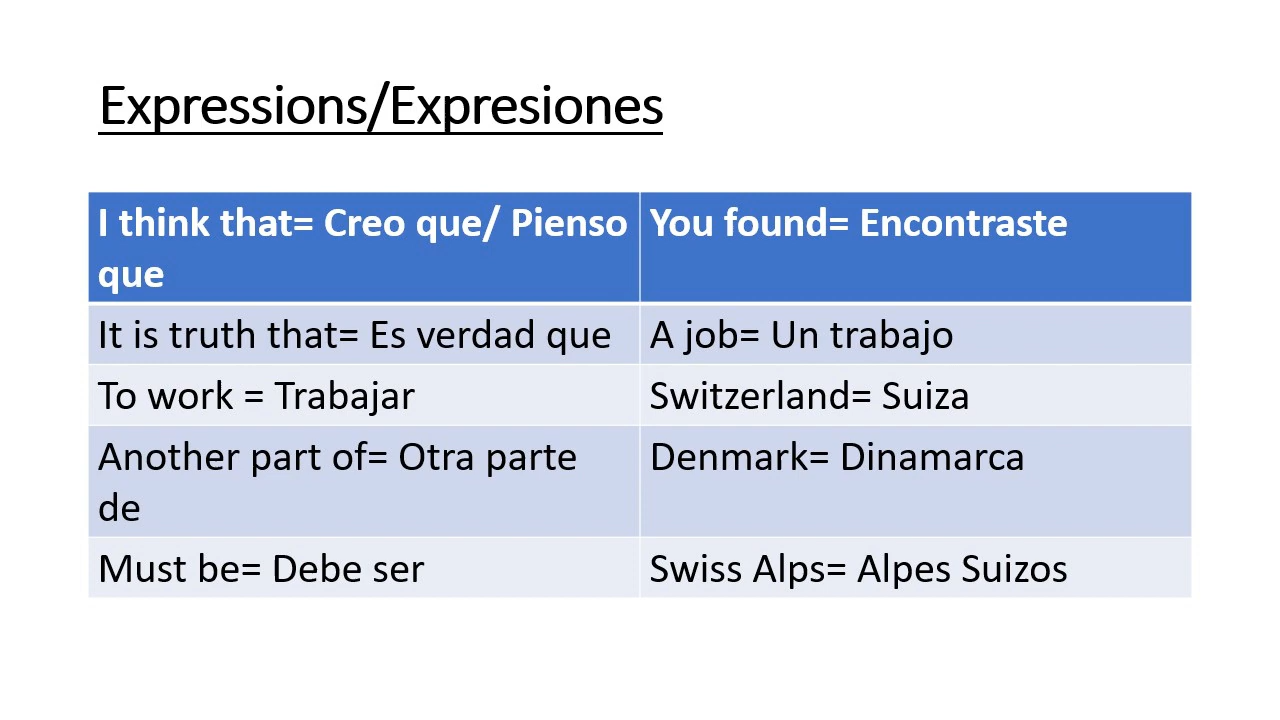 Expressions/Expresiones
I think that= Creo que/ Pienso
que
You found= Encontraste
It is truth that= Es verdad que
A job= Un trabajo
To work = Trabajar
Switzerland= Suiza
Another part of= Otra parte
de
Denmark= Dinamarca
Must be= Debe ser
Swiss Alps= Alpes Suizos